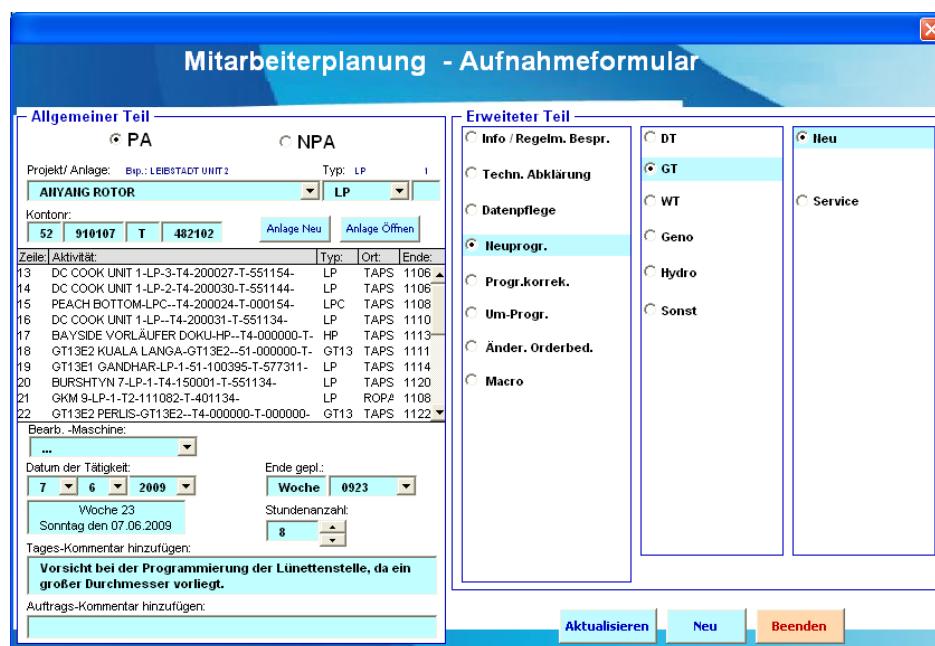 Mitarbeiterplanung - Aufnahmeformular
Allgemeiner Teil
PA
NPA
Projekt/ Anlage: Bsp.: LEIBSTADT UNIT2 Typ: LP 1
ANYANG ROTOR LP
Kontonr:
52 910107 T 482102 Anlage Neu Anlage Öffnen
Zeile: Aktivität: Typ: Ort: Ende:
13 DC COOK UNIT 1-LP-3-T4-200027-T-551154- LP TAPS 1106
14 DC COOK UNIT 1-LP-2-T4-200030-T-551144- LP TAPS 1106
15 PEACH BOTTOM-LPC--T4-200024-T-000154- LPC TAPS 1108
16 DC COOK UNIT 1-LP--T4-200031-T-551134- LP TAPS 1110
17 BAYSIDE VORLÄUFER DOKU-HP--T4-000000-T- HP TAPS 1113
18 GT13E2 KUALA LANGA-GT13E2--51-000000-T- GT13 TAPS 1111
19 GT13E1 GANDHAR-LP-1-51-100395-T-577311- LP TAPS 1114
20 BURSHTYN 7-LP-1-T4-150001-T-551134- LP TAPS 1120
21 GKM 9-LP-1-T2-111082-T-401134- LP ROPA 1108
22 GT13E2 PERLIS-GT13E2--T4-000000-T-000000- GT13 TAPS 1122
Bearb. -Maschine:
...
Datum der Tätigkeit: Ende gepl.:
7 6 2009 Woche 0923
Woche 23
Sonntag den 07.06.2009
Stundenanzahl:
8
Tages-Kommentar hinzufügen:
Vorsicht bei der Programmierung der Lünettenstelle, da ein
großer Durchmesser vorliegt.
Auftrags-Kommentar hinzufügen:
Erweiteter Teil
Info / Regelm. Bespr.
Techn. Abklärung
Datenpflege
Neuprogr.
Progr.korrek.
Um-Progr.
Änder. Orderbed.
Macro
DT
GT
WT
Geno
Hydro
Sonst
Neu
Service
Aktualisieren Neu Beenden